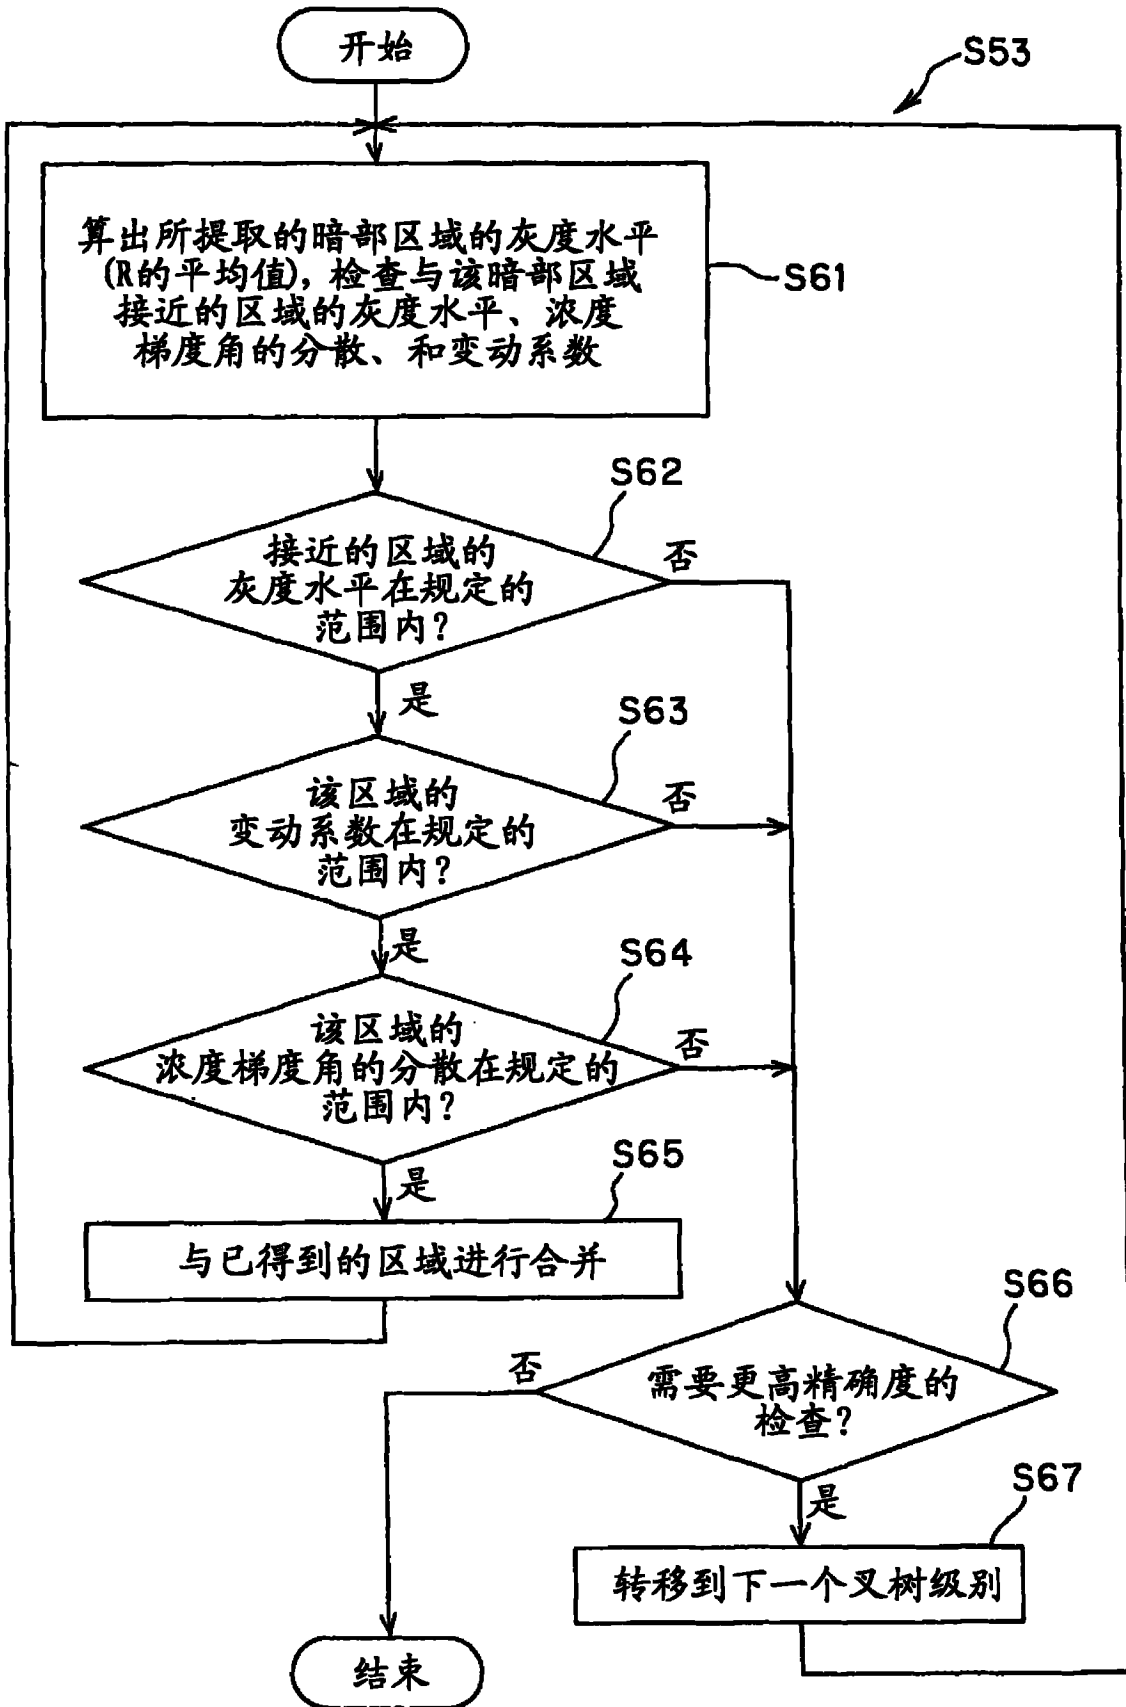 开始
S53
算出所提取的暗部区域的灰度水平
(R的平均值), 检查与该暗部区域
接近的区域的灰度水平、浓度
梯度角的分散、和变动系数
S61
S62
接近的区域的
灰度水平在规定的
范围内?
否
是
S63
该区域的
变动系数在规定的
范围内?
否
是
S64
该区域的
浓度梯度角的分散在规定的
范围内?
否
是
S65
与已得到的区域进行合并
S66
需要更高精确度的
检查?
否
是
S67
转移到下一个叉树级别
结束